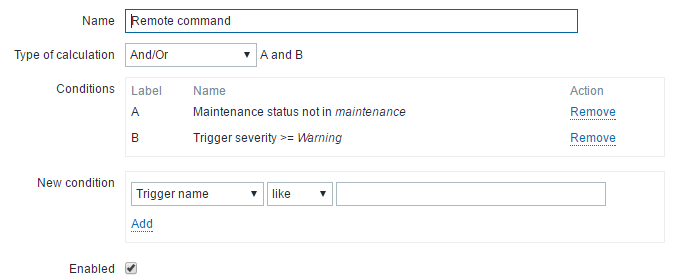 Name Remote command
Type of calculation And/Or A and B
Conditions Label Name Action
A Maintenance status not in maintenance Remove
B Trigger severity >= Warning Remove
New condition Trigger name like
Add
Enabled